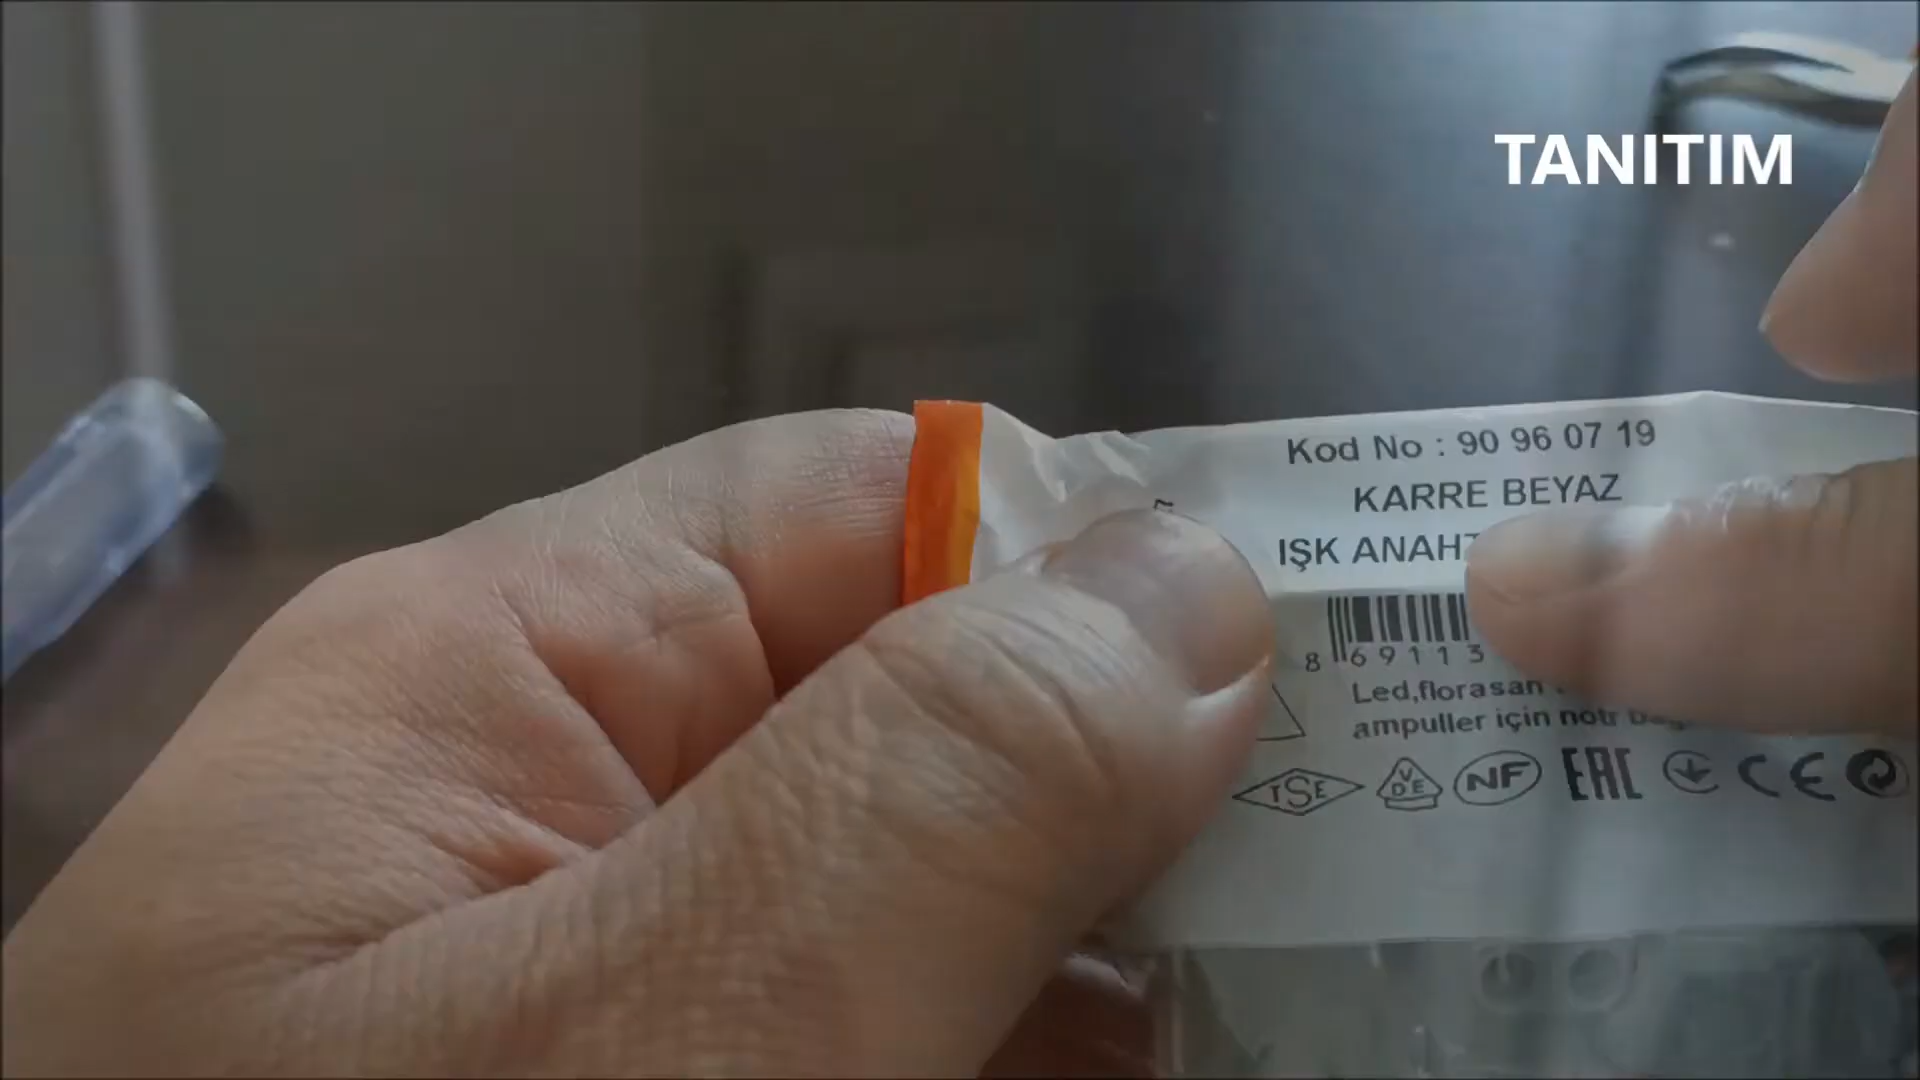 TANITIM
Kod No : 90 96 07 19
KARRE BEYAZ
IŞK ANAHT
8 69113
Led,florasan
ampuller için nötr
TSE VDE NF EAC CE